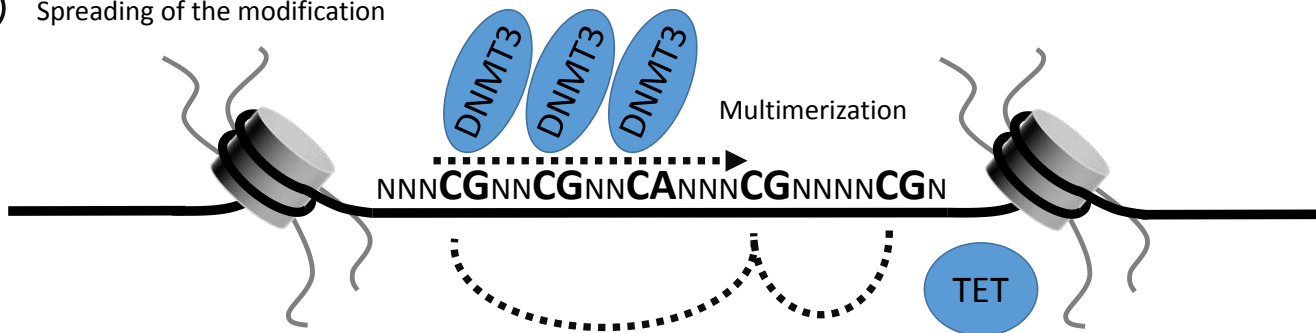 ) Spreading of the modification
DNMT3 DNMT3 DNMT3
Multimerization
NNNCGNNCGNNCANNNCGNNNNCGN
TET